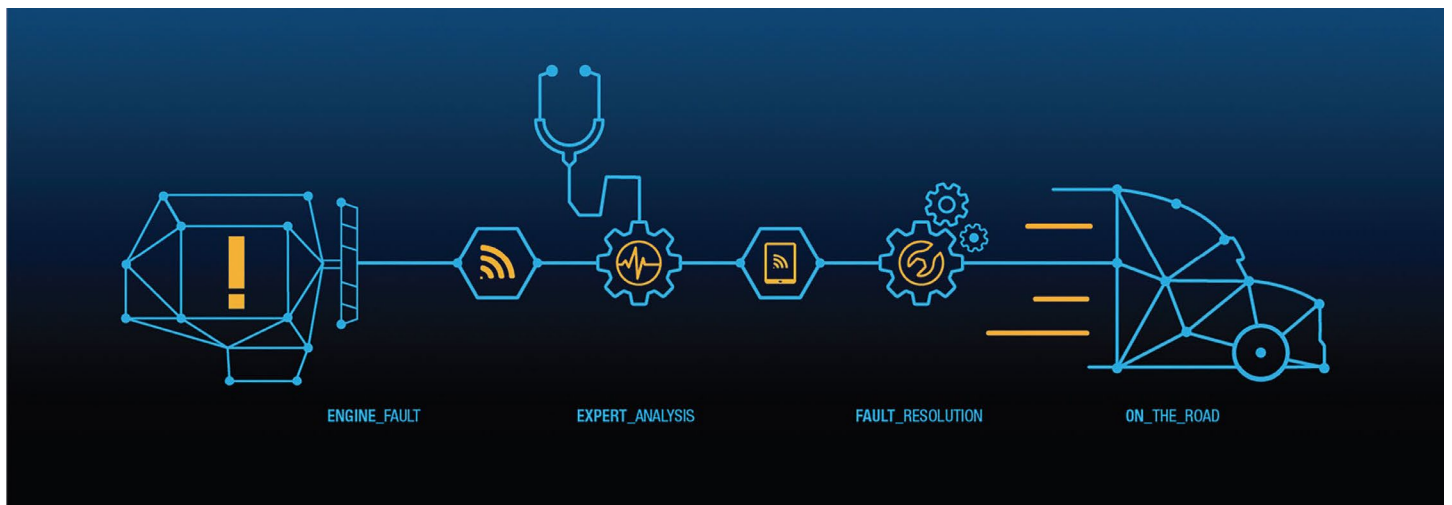 ENGINE_FAULT
EXPERT_ANALYSIS
FAULT_RESOLUTION
ON_THE_ROAD